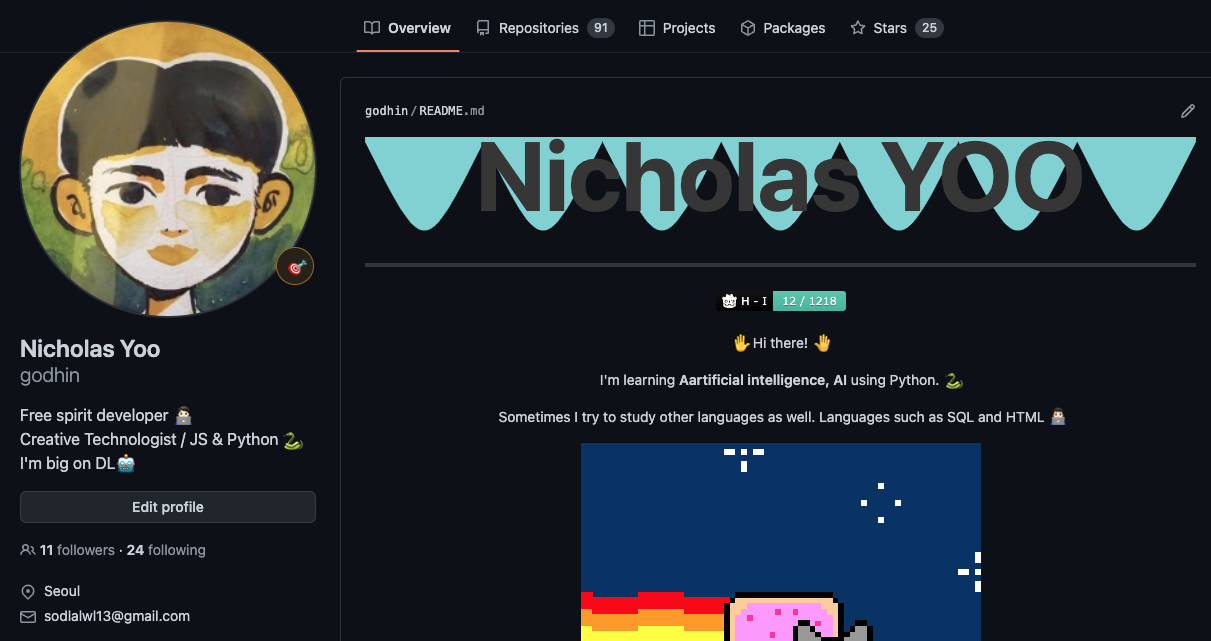 Overview
Repositories 91
Projects
Packages
Stars 25
Nicholas Yoo
godhin
Free spirit developer
Creative Technologist / JS & Python
I'm big on DL
Edit profile
11 followers · 24 following
Seoul
sodlalwl13@gmail.com
godhin/README.md
Nicholas YOO
H - I 12 / 1218
Hi there!
I'm learning Aartificial intelligence, AI using Python.
Sometimes I try to study other languages as well. Languages such as SQL and HTML